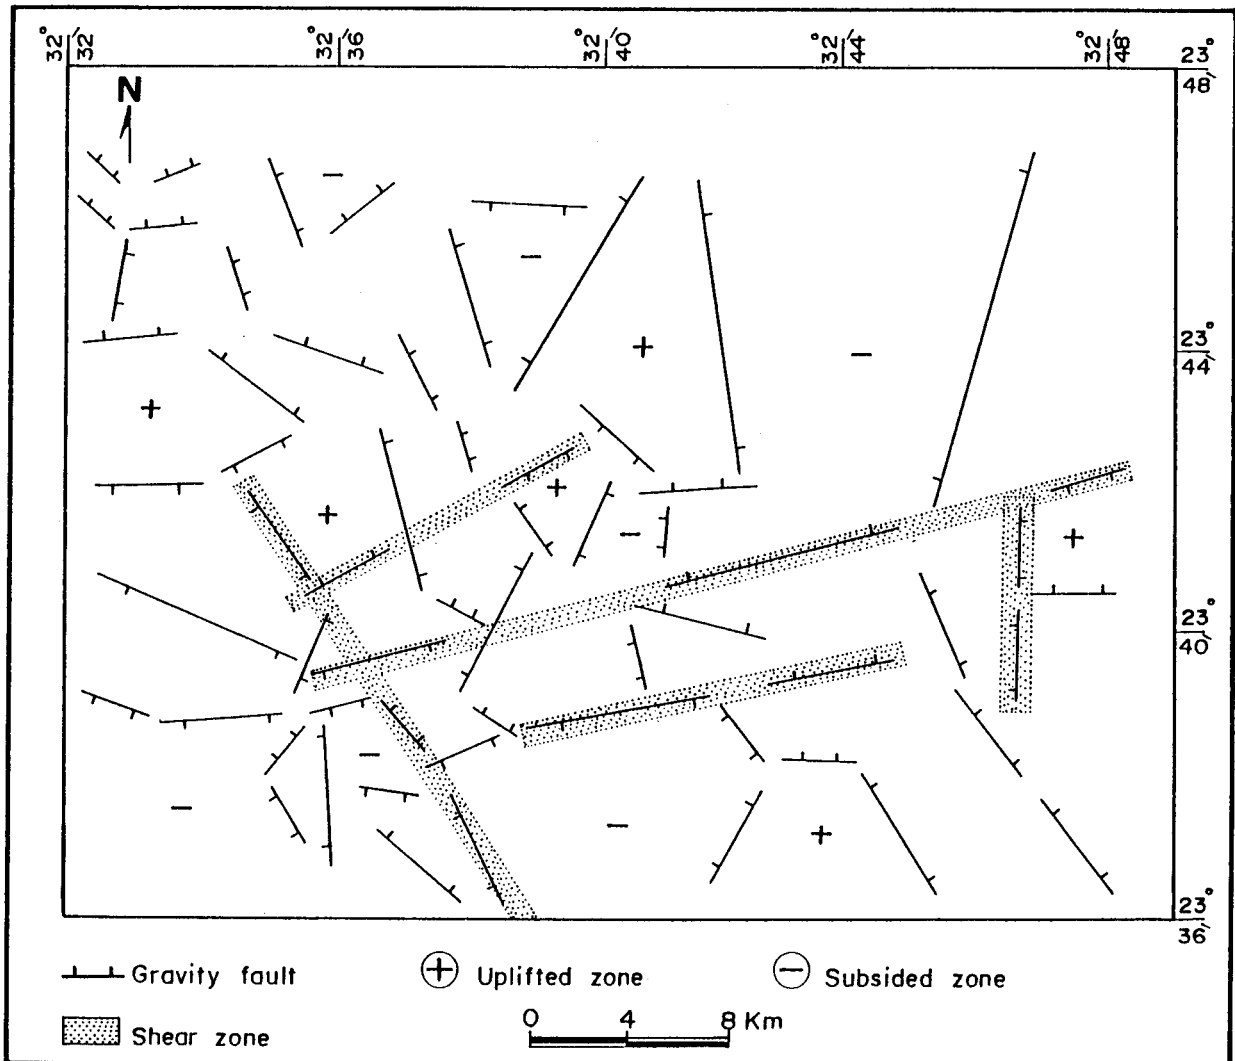 32° 32′
32° 36′
32° 40′
32° 44′
32° 48′
23° 48′
N
23° 44′
23° 40′
23° 36′
Gravity fault
Uplifted zone
Subsided zone
Shear zone
0 4 8 Km